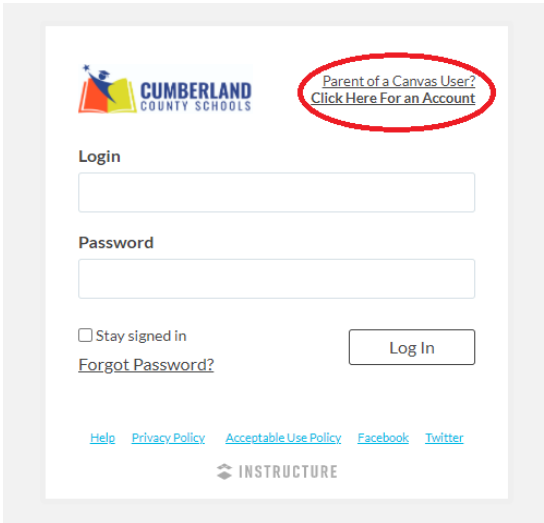 CUMBERLAND
COUNTY SCHOOLS
Parent of a Canvas User?
Click Here For an Account
Login
Password
Stay signed in
Forgot Password?
Log In
Help Privacy Policy Acceptable Use Policy Facebook Twitter
INSTRUCTURE